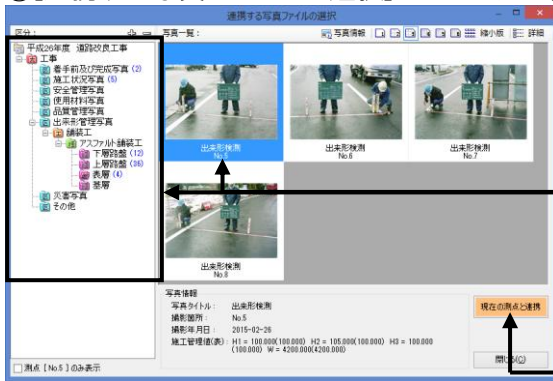 連携する写真ファイルの選択
区分：
写真一覧：
写真情報
縮小版
詳細
平成26年度 道路改良工事
工事
着手前及び完成写真 (2)
施工状況写真 (5)
安全管理写真
使用材料写真
品質管理写真
出来形管理写真
舗装工
アスファルト舗装工
下層路盤 (12)
上層路盤 (26)
表層 (4)
基層
災害写真
その他
出来形検測
No.5
出来形検測
No.6
出来形検測
No.7
出来形検測
No.8
写真情報
写真タイトル： 出来形検測
撮影箇所： No.5
撮影年月日： 2015-02-26
施工管理値(表)： H1 = 100.000(100.000) H2 = 105.000(100.000) H3 = 100.000
(100.000) W = 4200.000(4200.000)
現在の測点と連携
閉じる(C)
測点 [No.5 ] のみ表示